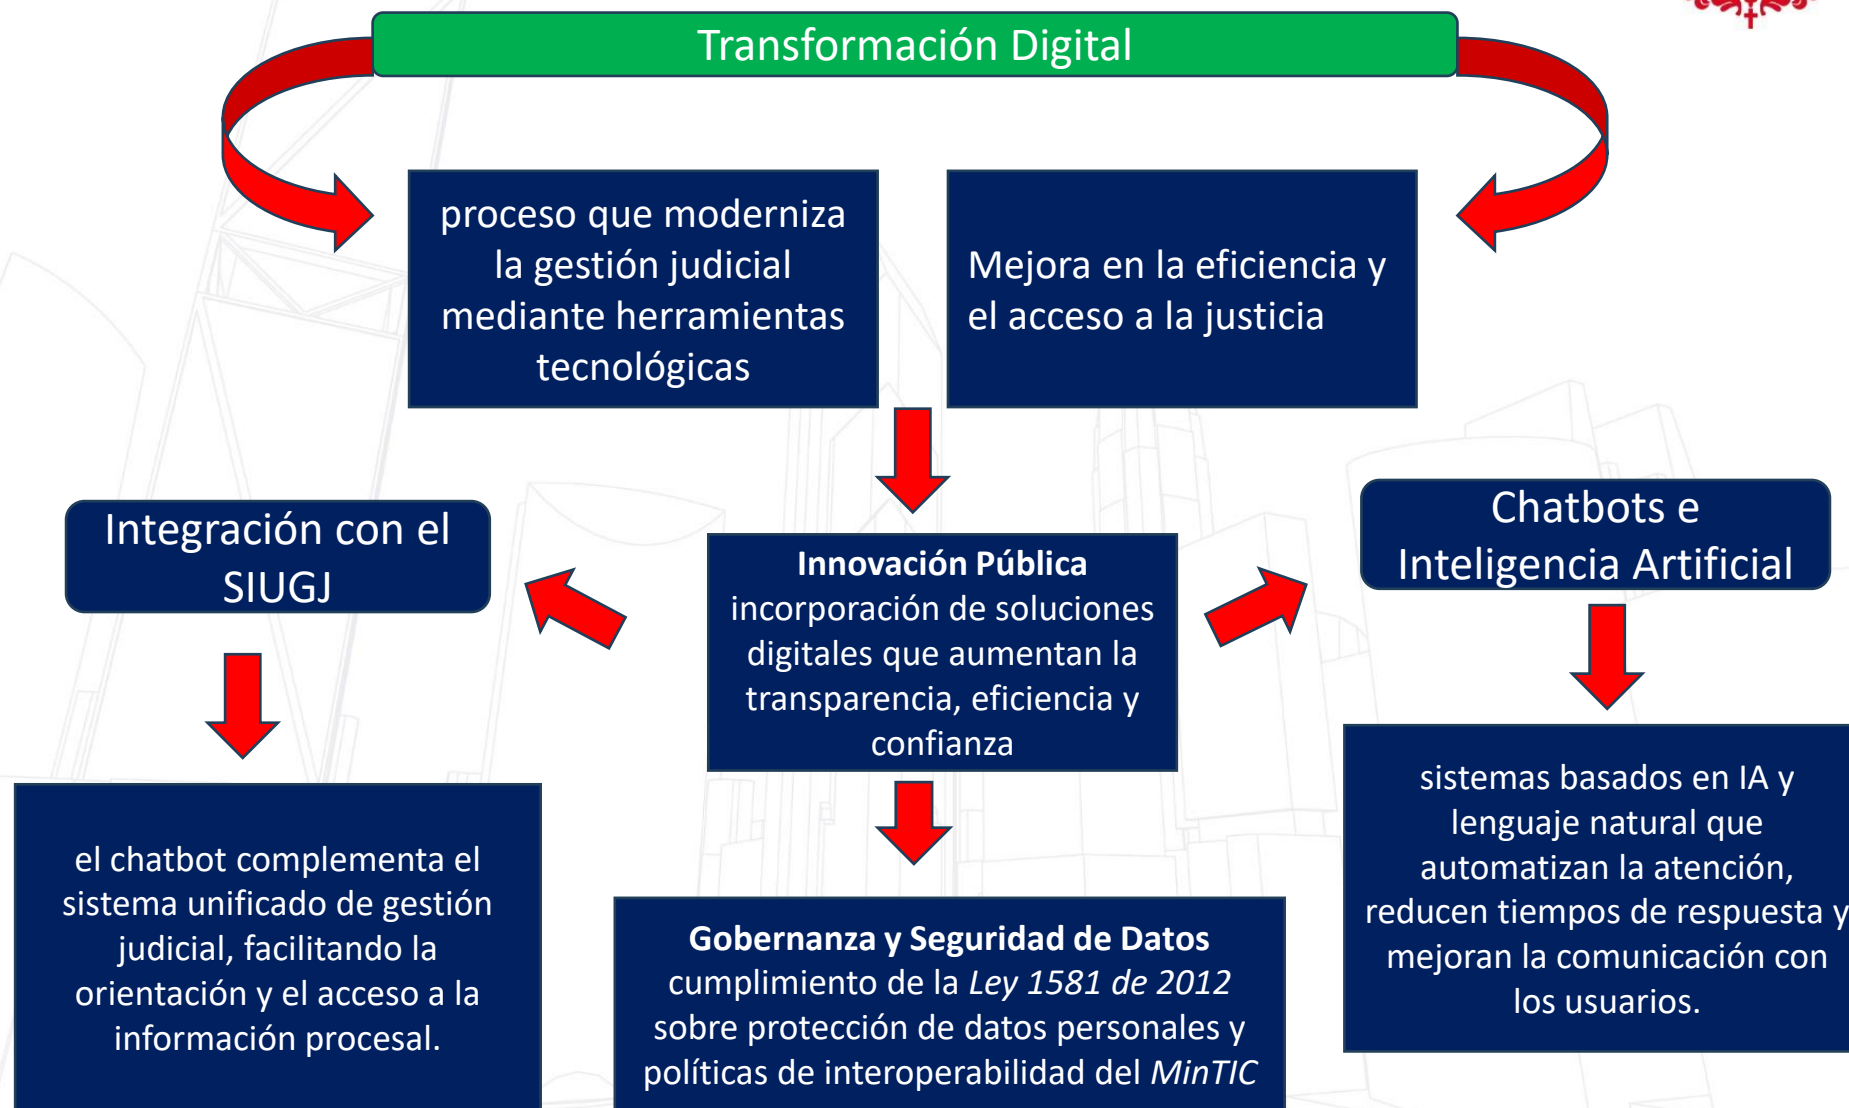 Transformación Digital
proceso que moderniza
la gestión judicial
mediante herramientas
tecnológicas
Mejora en la eficiencia y
el acceso a la justicia
Integración con el
SIUGJ
Innovación Pública
incorporación de soluciones
digitales que aumentan la
transparencia, eficiencia y
confianza
Chatbots e
Inteligencia Artificial
el chatbot complementa el
sistema unificado de gestión
judicial, facilitando la
orientación y el acceso a la
información procesal.
Gobernanza y Seguridad de Datos
cumplimiento de la Ley 1581 de 2012
sobre protección de datos personales y
políticas de interoperabilidad del MinTIC
sistemas basados en IA y
lenguaje natural que
automatizan la atención,
reducen tiempos de respuesta y
mejoran la comunicación con
los usuarios.